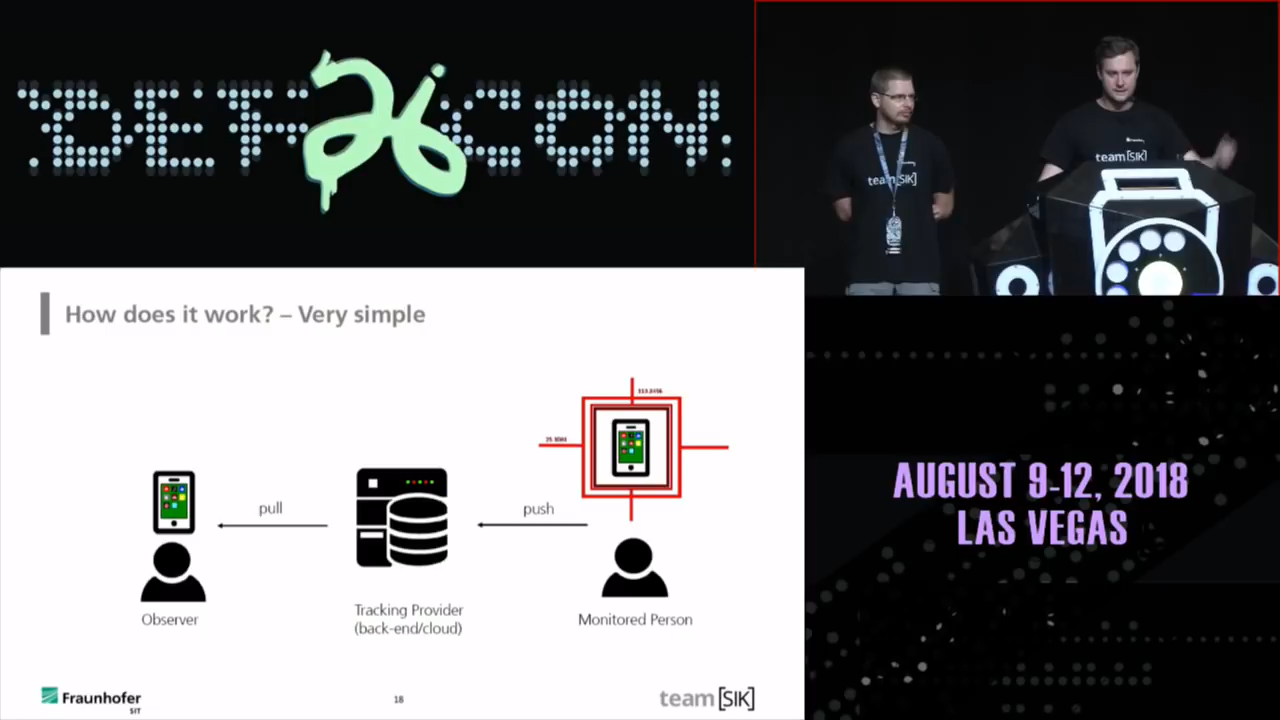 DEF CON
26
team[SIK]
team[SIK]
How does it work? – Very simple
pull
push
Observer
Tracking Provider
(back-end/cloud)
Monitored Person
Fraunhofer
SIT
18
team[SIK]
AUGUST 9-12, 2018
LAS VEGAS